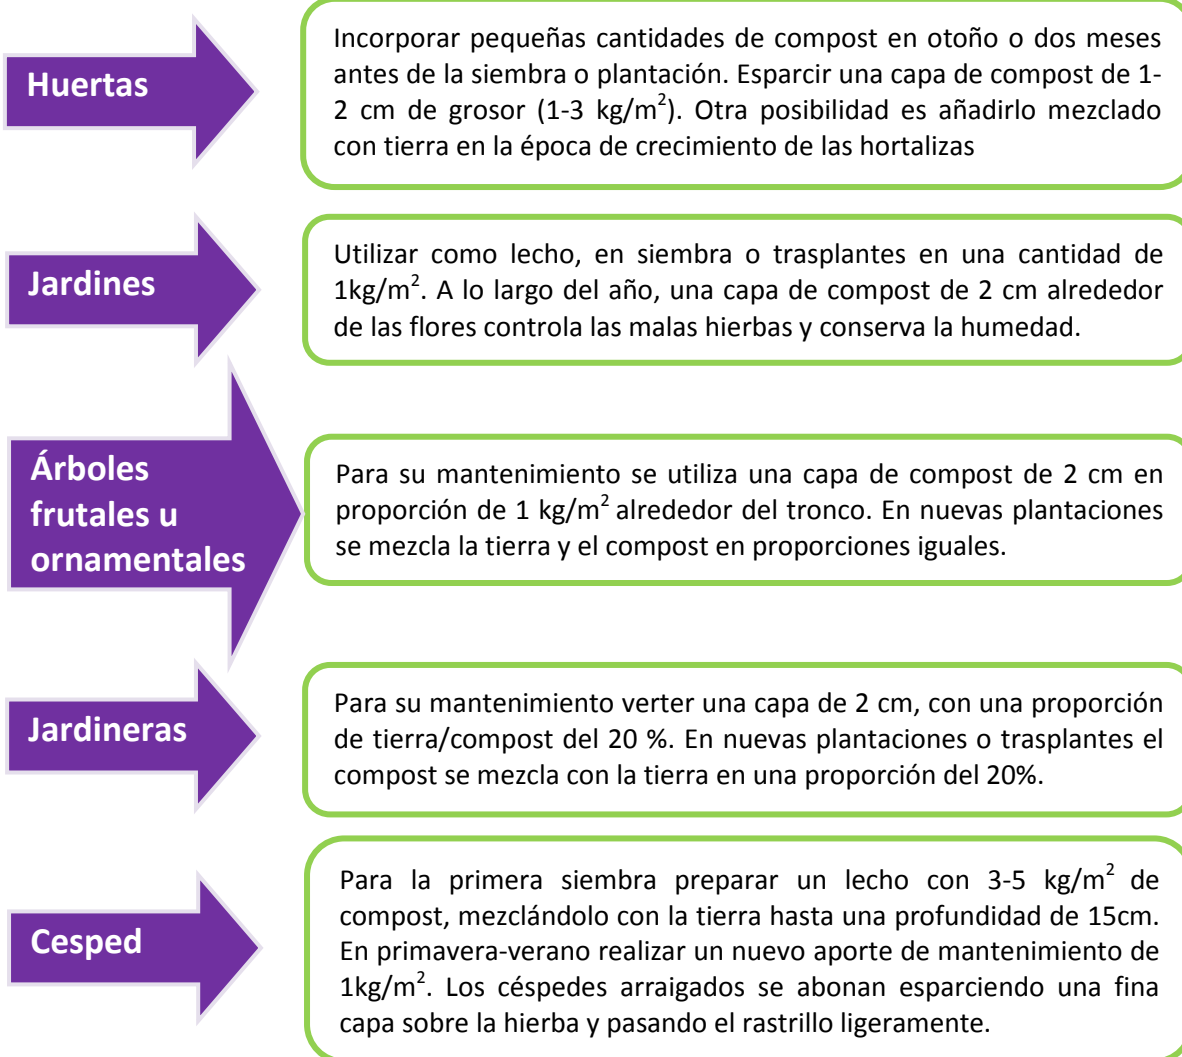 Huertas
Incorporar pequeñas cantidades de compost en otoño o dos meses
antes de la siembra o plantación. Esparcir una capa de compost de 1-
2 cm de grosor (1-3 kg/m²). Otra posibilidad es añadirlo mezclado
con tierra en la época de crecimiento de las hortalizas
Jardines
Utilizar como lecho, en siembra o trasplantes en una cantidad de
1kg/m². A lo largo del año, una capa de compost de 2 cm alrededor
de las flores controla las malas hierbas y conserva la humedad.
Árboles
frutales u
ornamentales
Para su mantenimiento se utiliza una capa de compost de 2 cm en
proporción de 1 kg/m² alrededor del tronco. En nuevas plantaciones
se mezcla la tierra y el compost en proporciones iguales.
Jardineras
Para su mantenimiento verter una capa de 2 cm, con una proporción
de tierra/compost del 20 %. En nuevas plantaciones o trasplantes el
compost se mezcla con la tierra en una proporción del 20%.
Cesped
Para la primera siembra preparar un lecho con 3-5 kg/m² de
compost, mezclándolo con la tierra hasta una profundidad de 15cm.
En primavera-verano realizar un nuevo aporte de mantenimiento de
1kg/m². Los céspedes arraigados se abonan esparciendo una fina
capa sobre la hierba y pasando el rastrillo ligeramente.